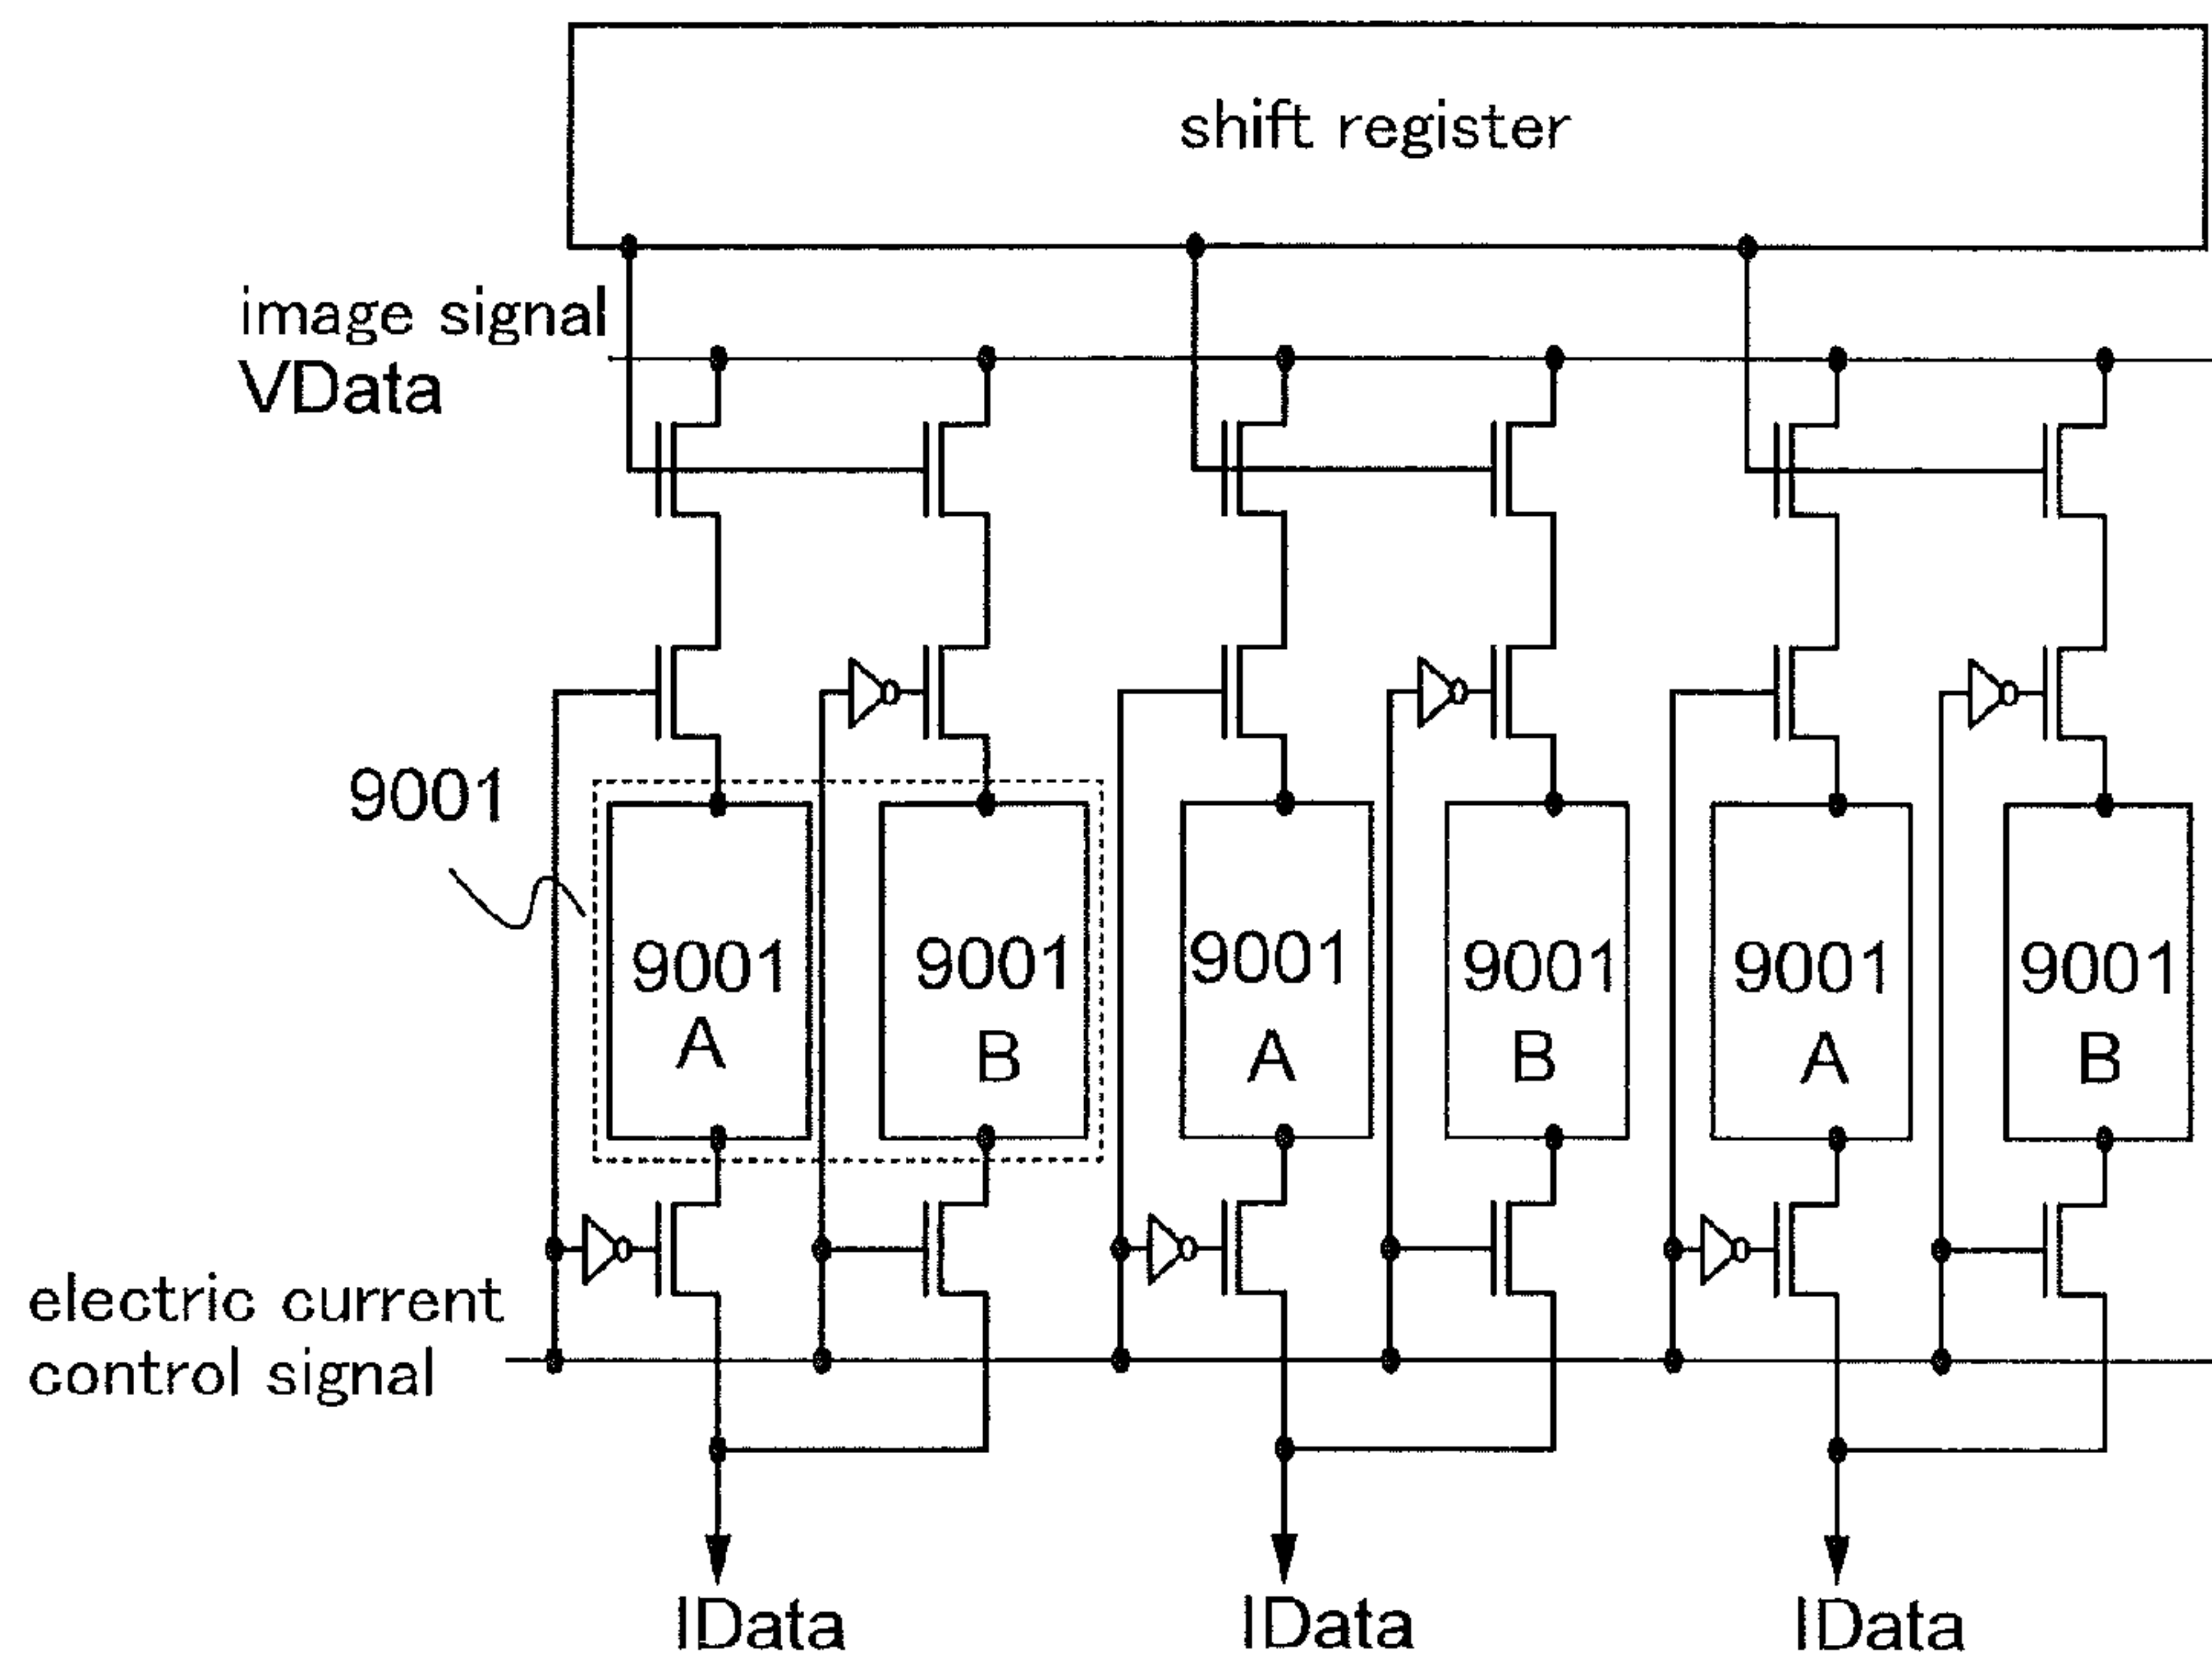 shift register
image signal
VData
9001
9001
A
9001
B
9001
A
9001
B
9001
A
9001
B
electric current
control signal
IData
IData
IData